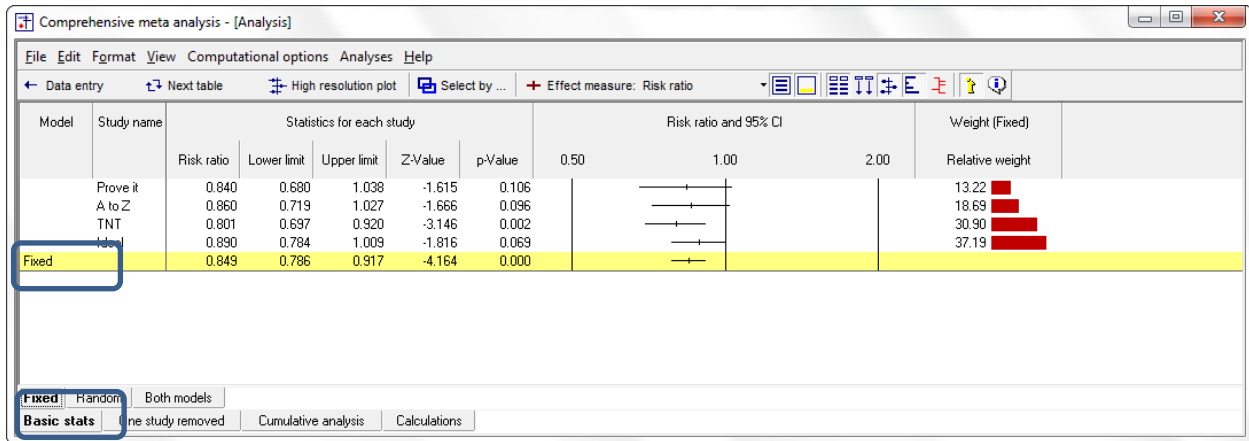 Comprehensive meta analysis - [Analysis]
File Edit Format View Computational options Analyses Help
Data entry Next table High resolution plot Select by ... Effect measure: Risk ratio
Model Study name Statistics for each study Risk ratio and 95% CI Weight (Fixed)
Risk ratio Lower limit Upper limit Z-Value p-Value 0.50 1.00 2.00 Relative weight
Prove it 0.840 0.680 1.038 -1.615 0.106 13.22
A to Z 0.860 0.719 1.027 -1.666 0.096 18.69
TNT 0.801 0.697 0.920 -3.146 0.002 30.90
Ideal 0.890 0.784 1.009 -1.816 0.069 37.19
Fixed 0.849 0.786 0.917 -4.164 0.000
Fixed Random Both models
Basic stats One study removed Cumulative analysis Calculations